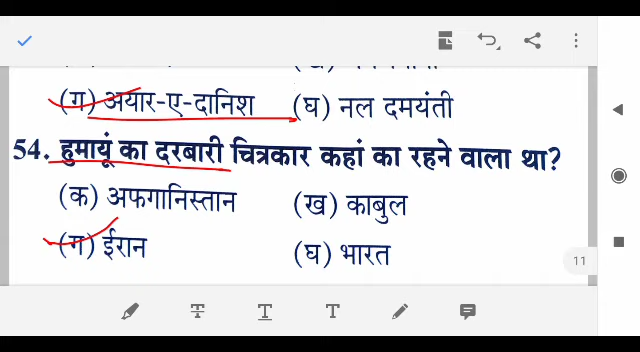 (ग) अयार-ए-दानिश (घ) नल दमयंती
54. हुमायूं का दरबारी चित्रकार कहां का रहने वाला था?
(क) अफगानिस्तान (ख) काबुल
(ग) ईरान (घ) भारत
11
T T T